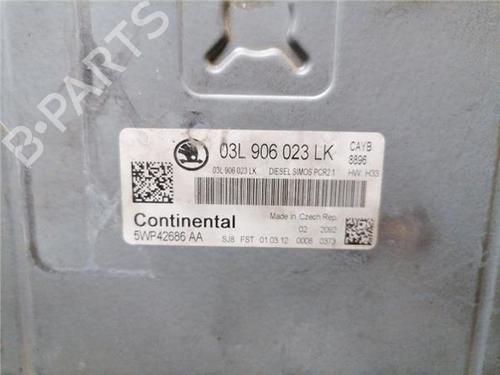 B-PARTS
03L 906 023 LK
CAYB
8896
03L 906 023 LK DIESEL SIMOS PCR2.1 HW: H33
Continental
Made in Czech Rep.
5WP42686 AA
02 2092
SJ8 FST 01.03.12 0008 0373